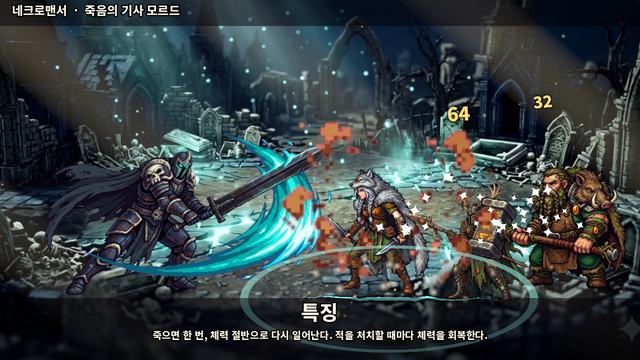 네크로맨서 · 죽음의 기사 모르드
64
32
특징
죽으면 한 번, 체력 절반으로 다시 일어난다. 적을 처치할 때마다 체력을 회복한다.